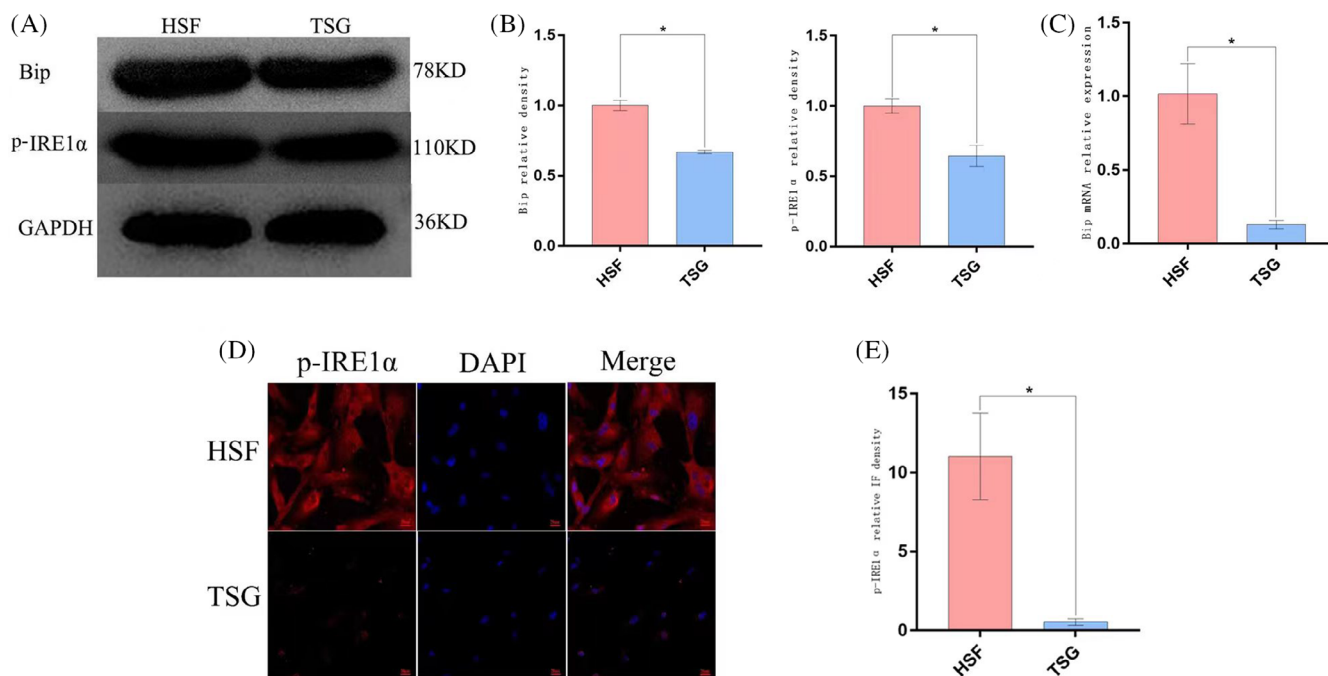 (A)
HSF TSG
Bip 78KD
p-IRE1α 110KD
GAPDH 36KD
(B)
Bip relative density
1.5
1.0
0.5
0.0
*
HSF
TSG
p-IRE1α relative density
1.5
1.0
0.5
0.0
*
HSF
TSG
(C)
Bip mRNA relative expression
1.5
1.0
0.5
0.0
*
HSF
TSG
(D)
p-IRE1α DAPI Merge
HSF
TSG
(E)
p-IRE1α relative IF density
15
10
5
0
*
HSF
TSG